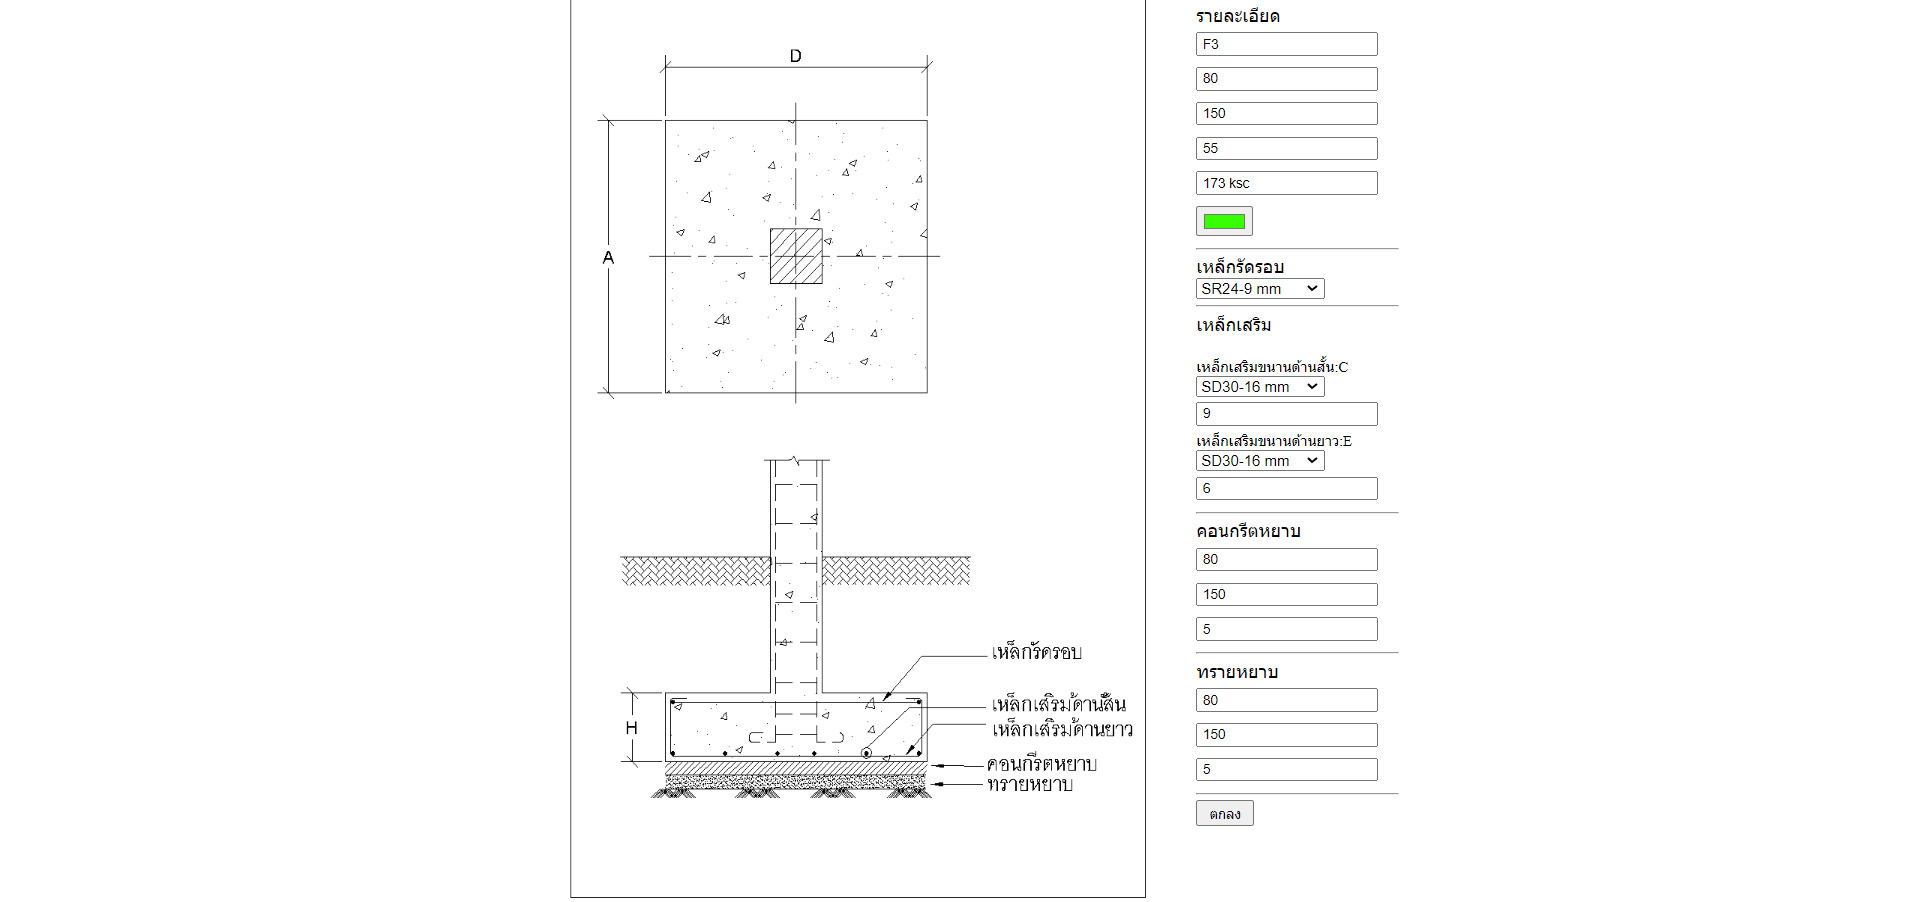 D
A
เหล็กรัดรอบ
เหล็กเสริมด้านสั้น
H
เหล็กเสริมด้านยาว
คอนกรีตหยาบ
ทรายหยาบ
รายละเอียด
F3
80
150
55
173 ksc
เหล็กรัดรอบ
SR24-9 mm
เหล็กเสริม
เหล็กเสริมขนานด้านสั้น:C
SD30-16 mm
9
เหล็กเสริมขนานด้านยาว:E
SD30-16 mm
6
คอนกรีตหยาบ
80
150
5
ทรายหยาบ
80
150
5
ตกลง